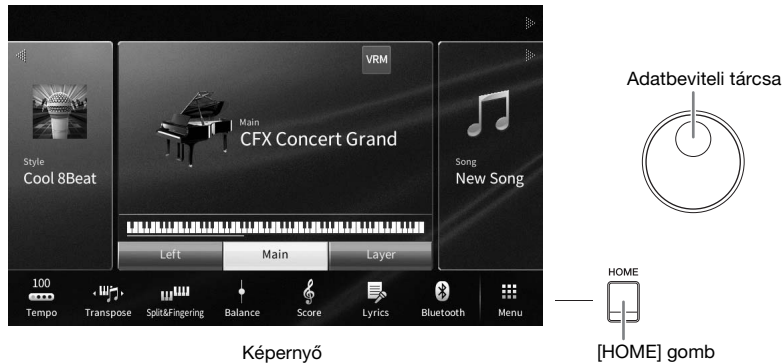 VRM
Adatbeviteli tárcsa
Main
CFX Concert Grand
Style
Cool 8Beat
Song
New Song
Left Main Layer
HOME
100
Tempo Transpose Split&Fingering Balance Score Lyrics Bluetooth Menu
Képernyő
[HOME] gomb